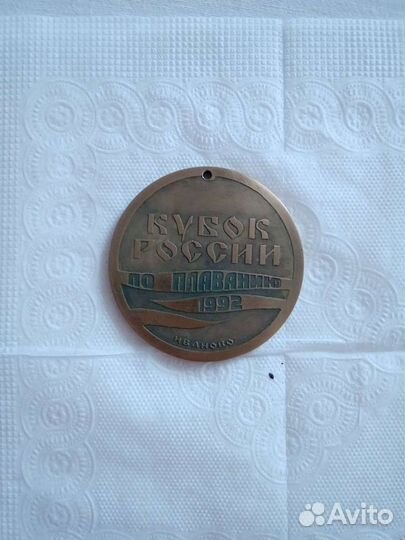 КУБОК
РОССИИ
ПО ПЛАВАНИЮ
1992
ИВАНОВО
Avito